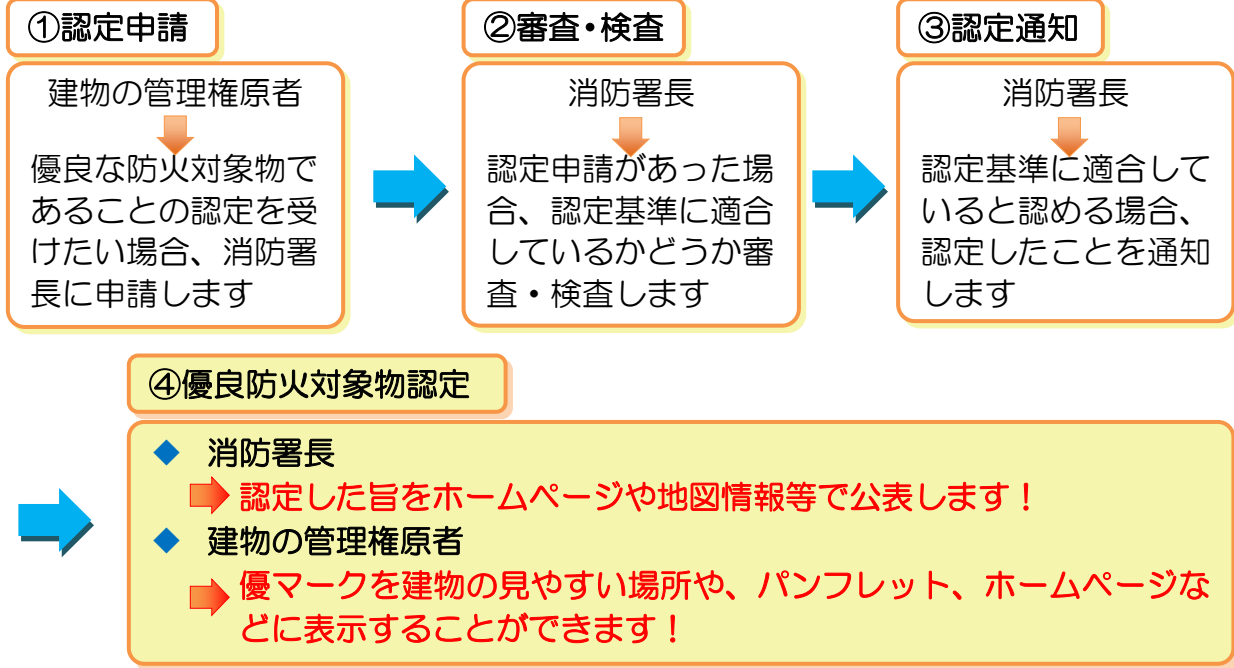 ①認定申請
建物の管理権原者
優良な防火対象物で
あることの認定を受
けたい場合、消防署
長に申請します
②審査・検査
消防署長
認定申請があった場
合、認定基準に適合
しているかどうか審
査・検査します
③認定通知
消防署長
認定基準に適合して
いると認める場合、
認定したことを通知
します
④優良防火対象物認定
◆ 消防署長
認定した旨をホームページや地図情報等で公表します！
◆ 建物の管理権原者
優マークを建物の見やすい場所や、パンフレット、ホームページな
どに表示することができます！